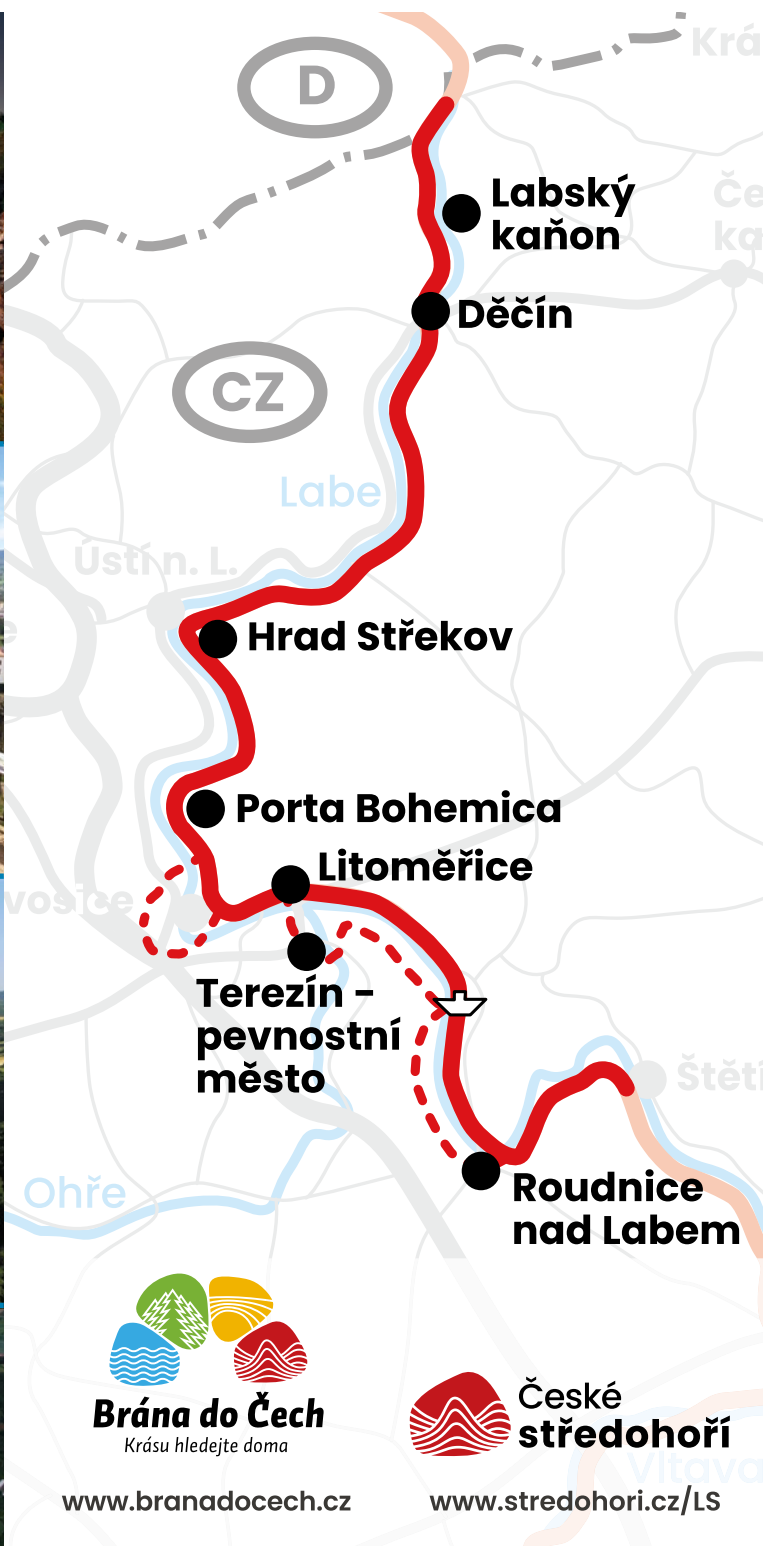 D
Labský
kaňon
Děčín
CZ
Labe
Ústí n. L.
Hrad Střekov
Porta Bohemica
Litoměřice
Terezín -
pevnostní
město
Ohře
Roudnice
nad Labem
Brána do Čech
Krásu hledejte doma
České
středohoří
Vltava
www.branadocech.cz
www.stredohori.cz/LS